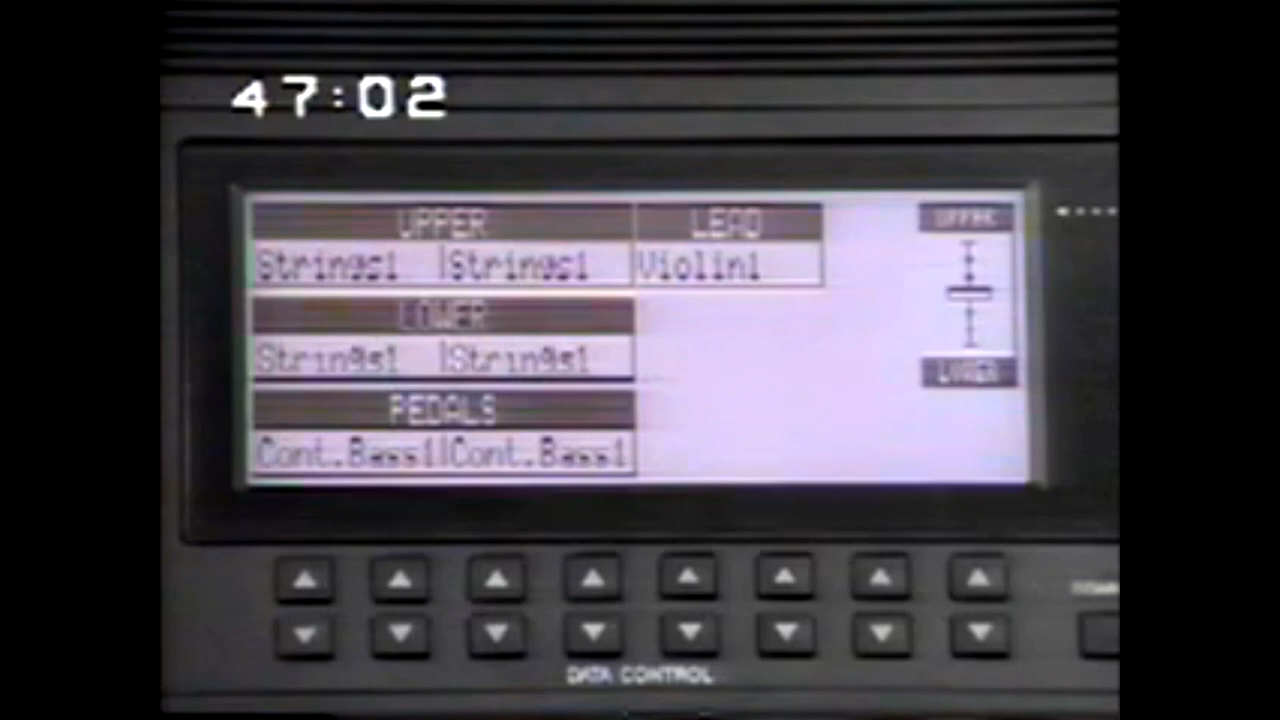 47:02
UPPER LEAD UPPER
Strings1 Strings1 Violin1
LOWER
Strings1 Strings1
LOWER
PEDALS
Cont.Bass1 Cont.Bass1
DATA CONTROL